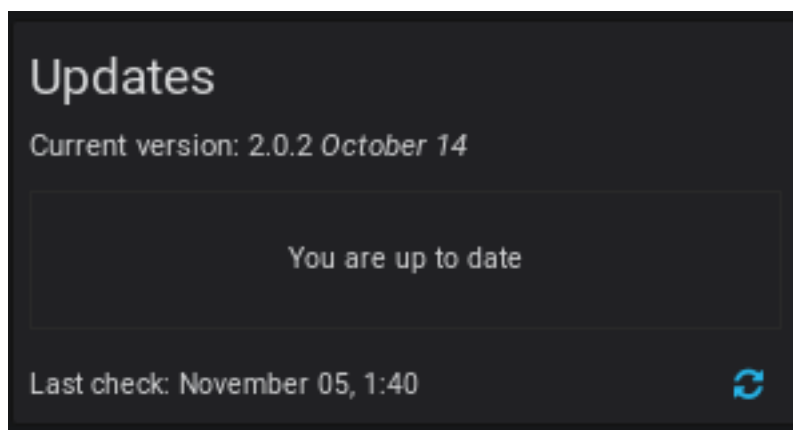 Updates
Current version: 2.0.2 October 14
You are up to date
Last check: November 05, 1:40